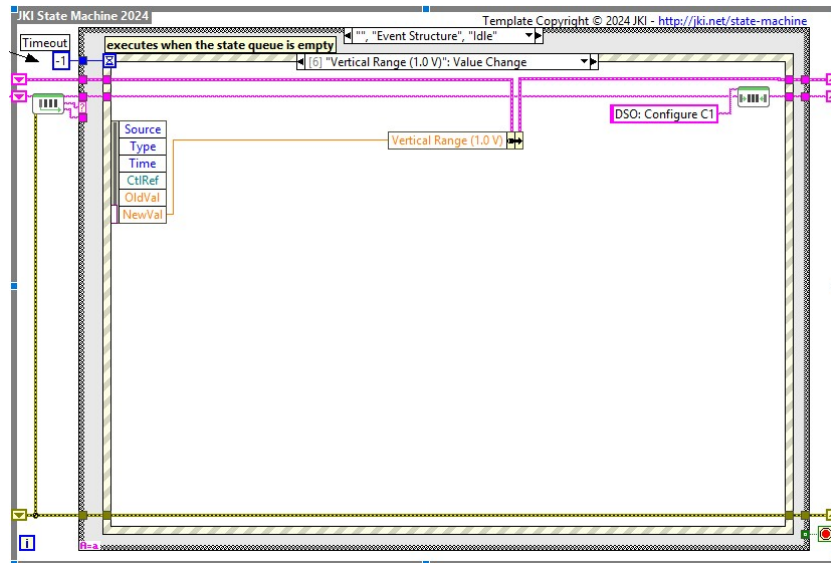 JKI State Machine 2024
Template Copyright © 2024 JKI - http://jki.net/state-machine
Timeout
-1
executes when the state queue is empty
"", "Event Structure", "Idle"
[6] "Vertical Range (1.0 V)": Value Change
DSO: Configure C1
Source
Type
Time
CtlRef
OldVal
NewVal
Vertical Range (1.0 V)
?
i
A=a